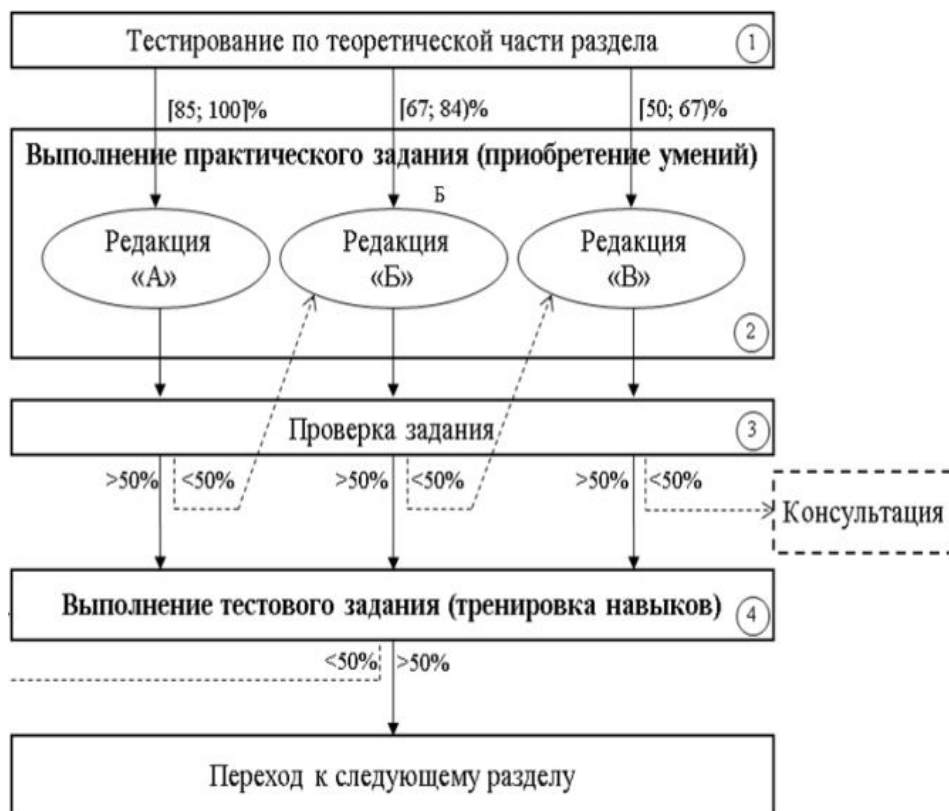 Тестирование по теоретической части раздела
1
[85; 100]%
[67; 84)%
[50; 67)%
Выполнение практического задания (приобретение умений)
Б
Редакция
«А»
Редакция
«Б»
Редакция
«В»
2
Проверка задания
3
>50%
<50%
>50%
<50%
>50%
<50%
Консультация
Выполнение тестового задания (тренировка навыков)
4
<50%
>50%
Переход к следующему разделу